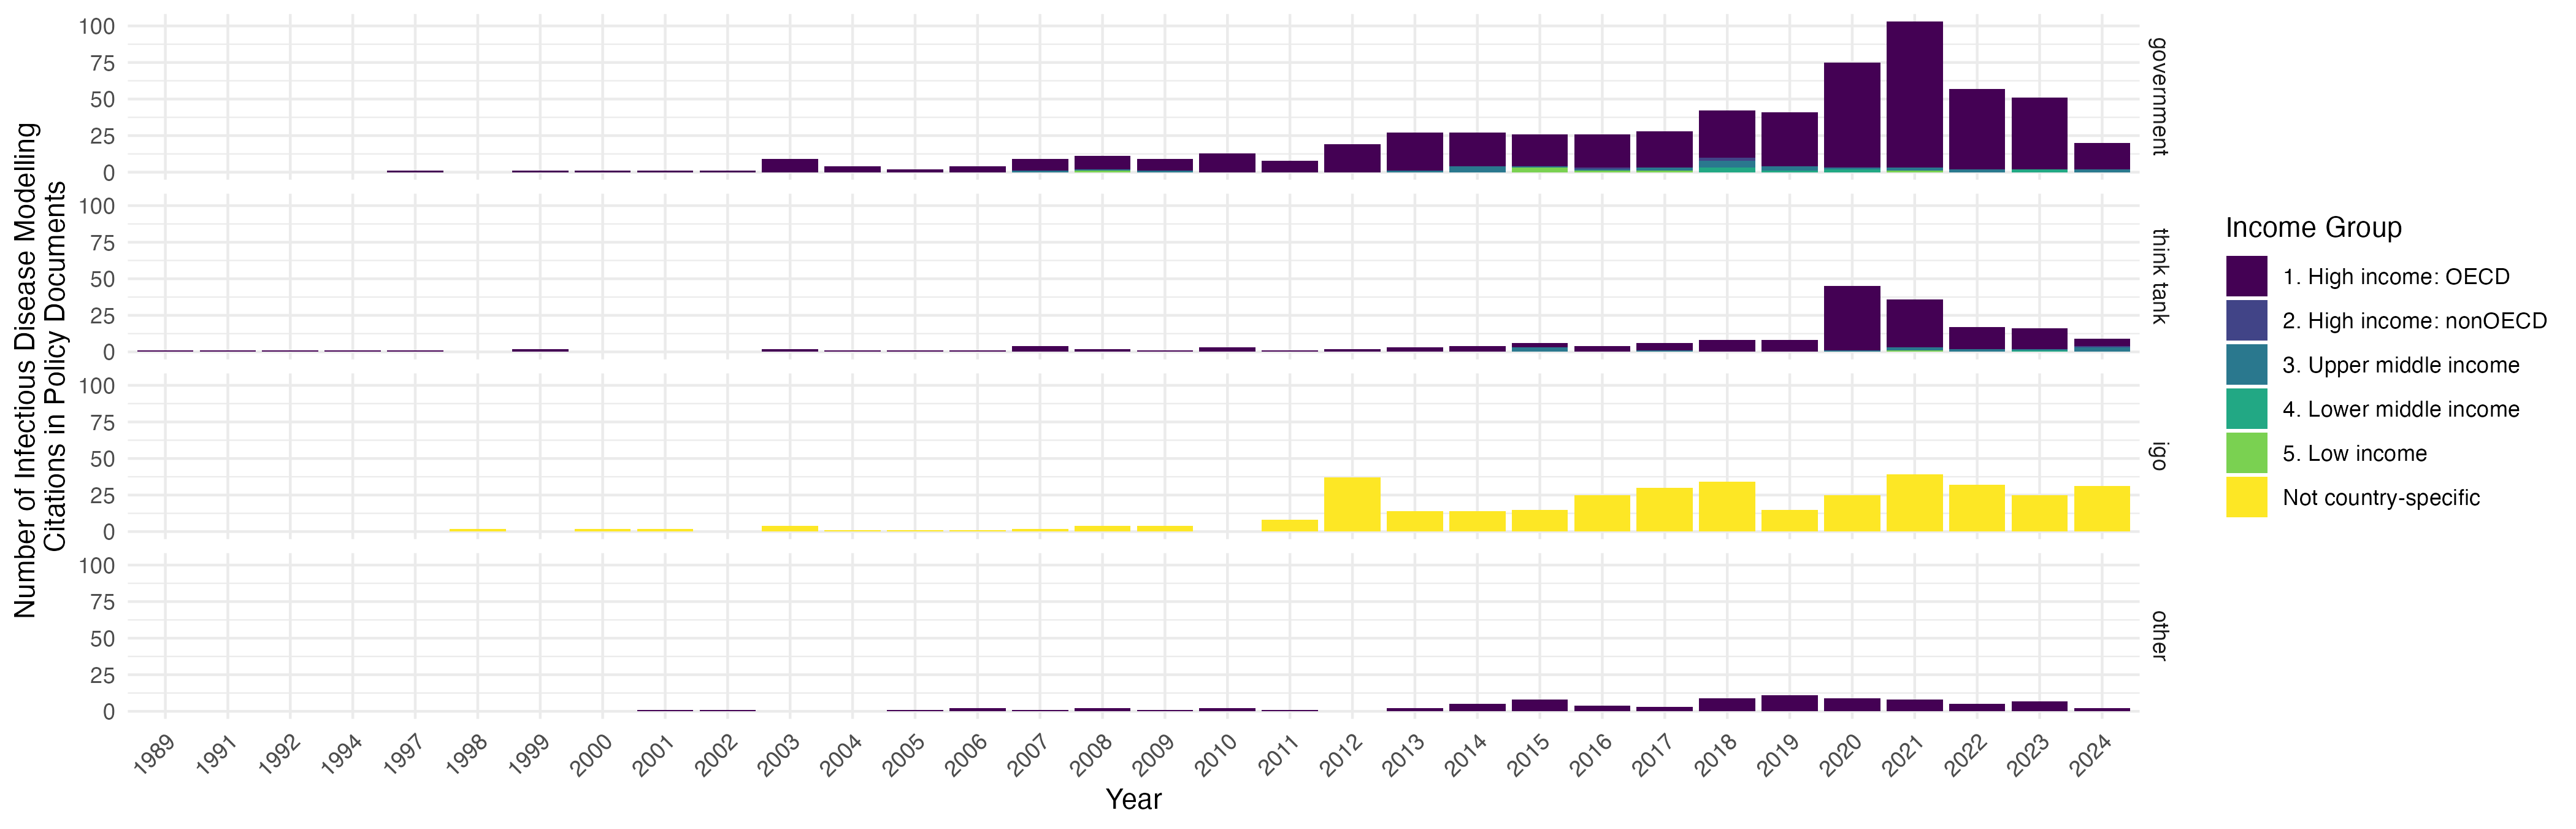 Number of Infectious Disease Modelling
Citations in Policy Documents
100
75
50
25
0
government
100
75
50
25
0
think tank
100
75
50
25
0
igo
100
75
50
25
0
other
1989 1991 1992 1994 1997 1998 1999 2000 2001 2002 2003 2004 2005 2006 2007 2008 2009 2010 2011 2012 2013 2014 2015 2016 2017 2018 2019 2020 2021 2022 2023 2024
Year
Income Group
1. High income: OECD
2. High income: nonOECD
3. Upper middle income
4. Lower middle income
5. Low income
Not country-specific